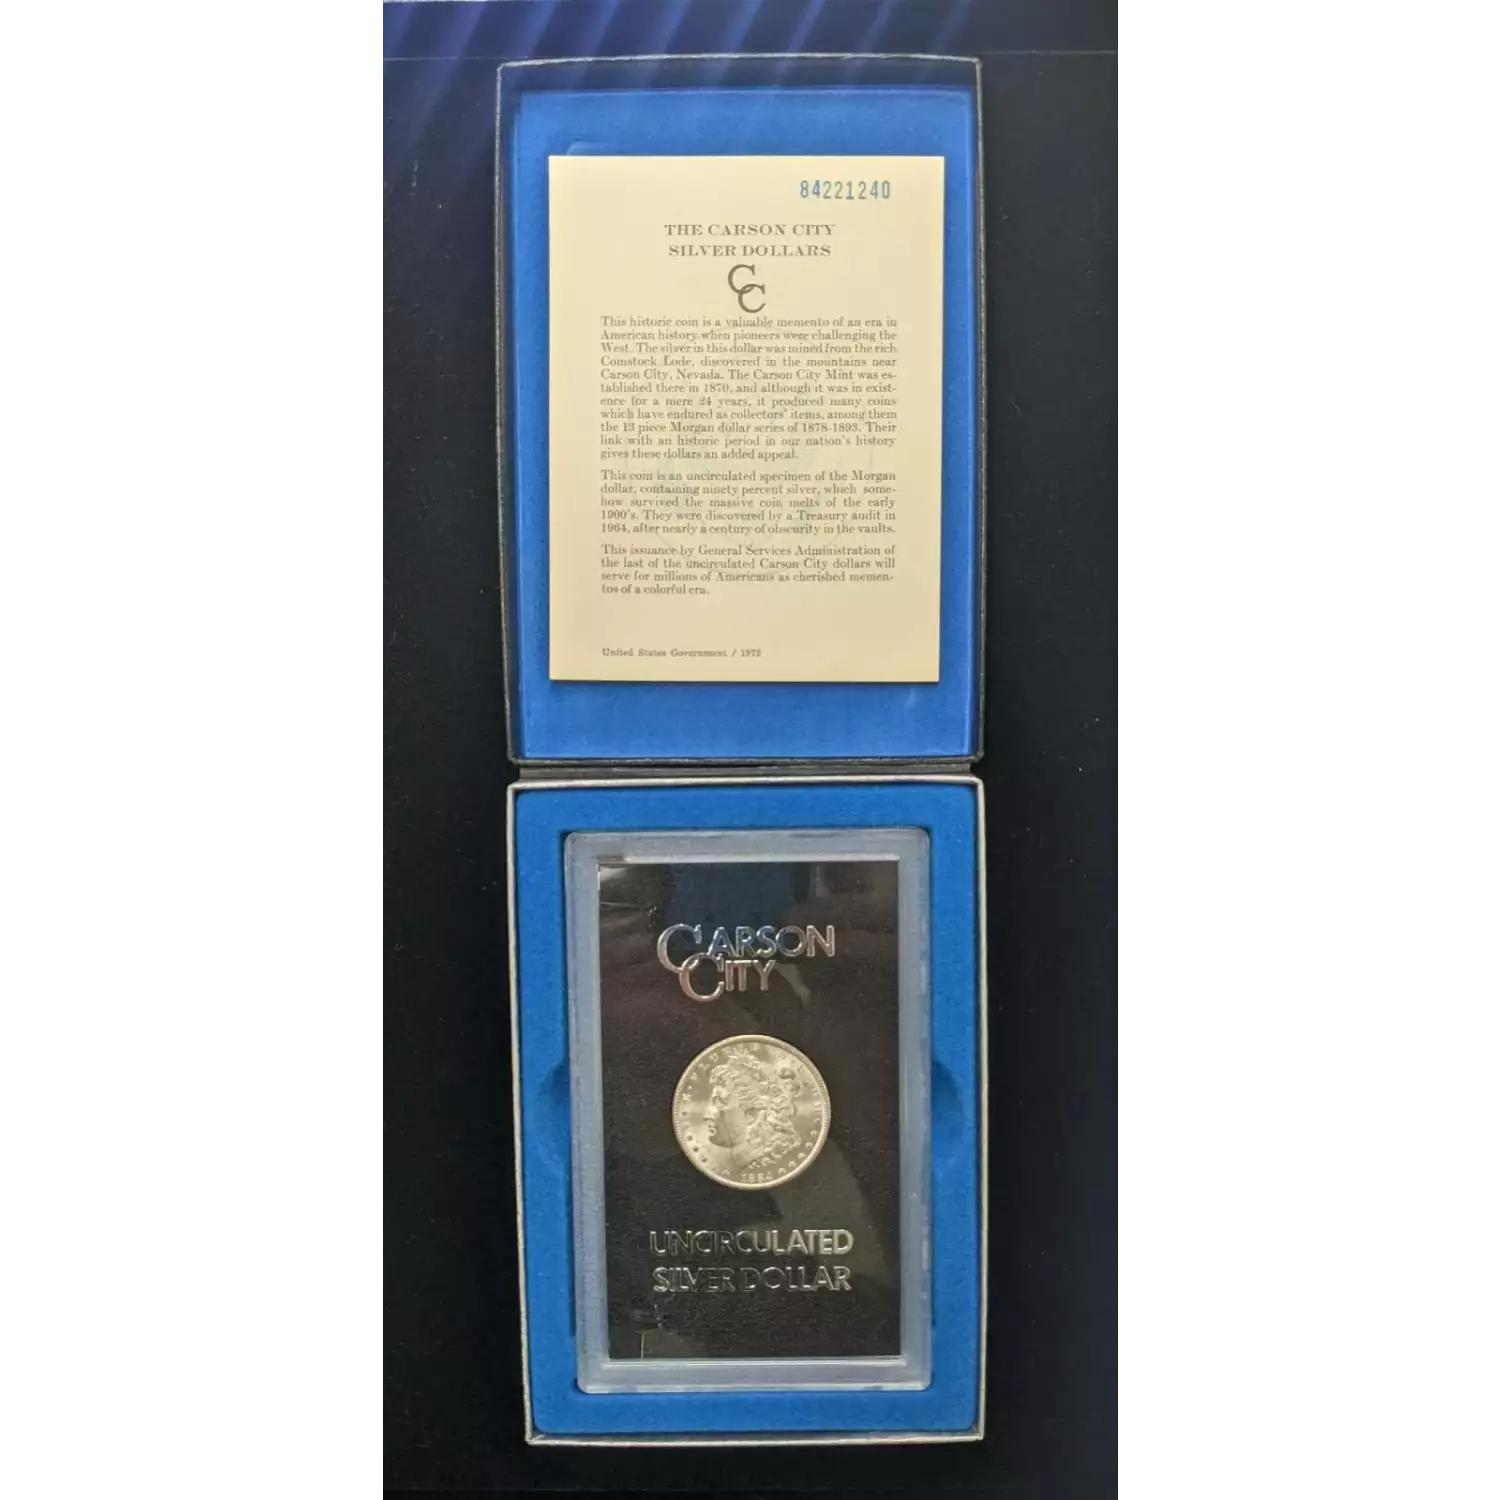 84221240
THE CARSON CITY
SILVER DOLLARS
CC
This historic coin is a valuable memento of an era in
American history when pioneers were challenging the
West. The silver in this dollar was mined from the rich
Comstock Lode, discovered in the mountains near
Carson City, Nevada. The Carson City Mint was es-
tablished there in 1870, and although it was in exist-
ence for a mere 24 years, it produced many coins
which have endured as collectors' items, among them
the 13 piece Morgan dollar series of 1878-1893. Their
link with an historic period in our nation's history
gives these dollars an added appeal.
This coin is an uncirculated specimen of the Morgan
dollar, containing ninety percent silver, which some-
how survived the massive coin melts of the early
1900's. They were discovered by a Treasury audit in
1964, after nearly a century of obscurity in the vaults.
This issuance by General Services Administration of
the last of the uncirculated Carson City dollars will
serve for millions of Americans as cherished memen-
tos of a colorful era.
United States Government / 1972
CARSON
CITY
1884
UNCIRCULATED
SILVER DOLLAR